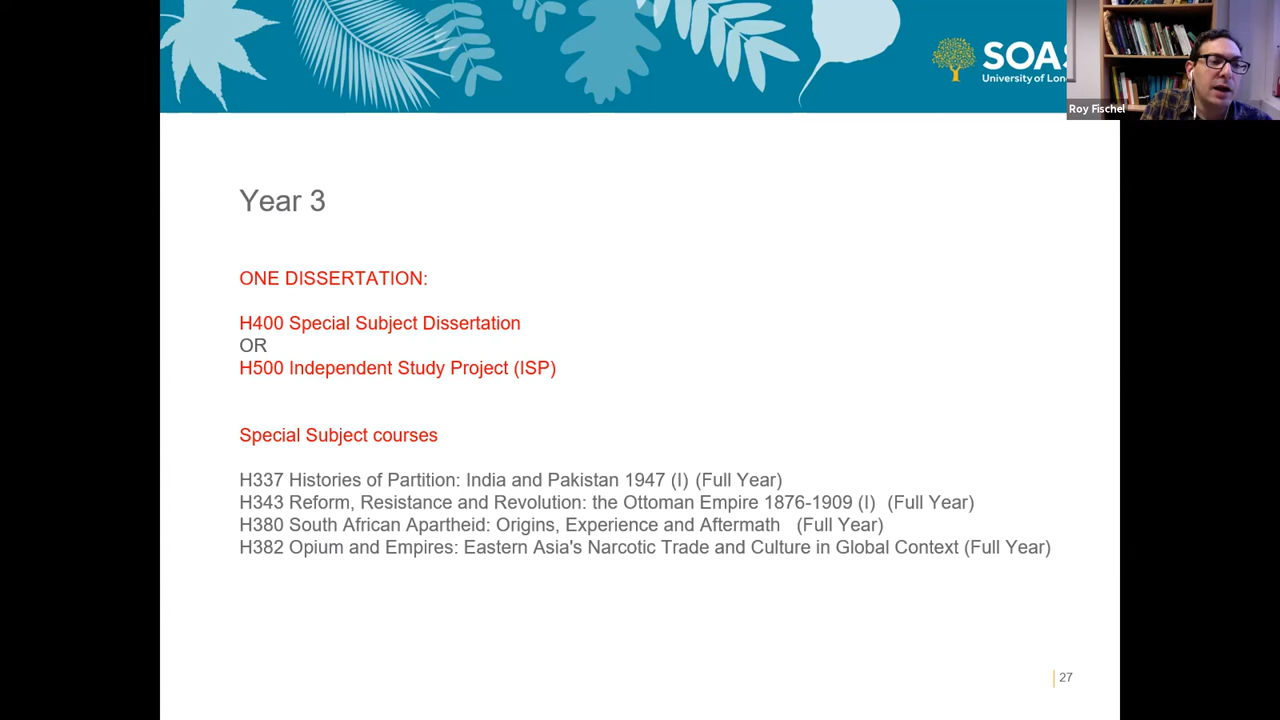 SOAS
University of Lon
Roy Fischel
Year 3
ONE DISSERTATION:
H400 Special Subject Dissertation
OR
H500 Independent Study Project (ISP)
Special Subject courses
H337 Histories of Partition: India and Pakistan 1947 (I) (Full Year)
H343 Reform, Resistance and Revolution: the Ottoman Empire 1876-1909 (I) (Full Year)
H380 South African Apartheid: Origins, Experience and Aftermath (Full Year)
H382 Opium and Empires: Eastern Asia's Narcotic Trade and Culture in Global Context (Full Year)
27